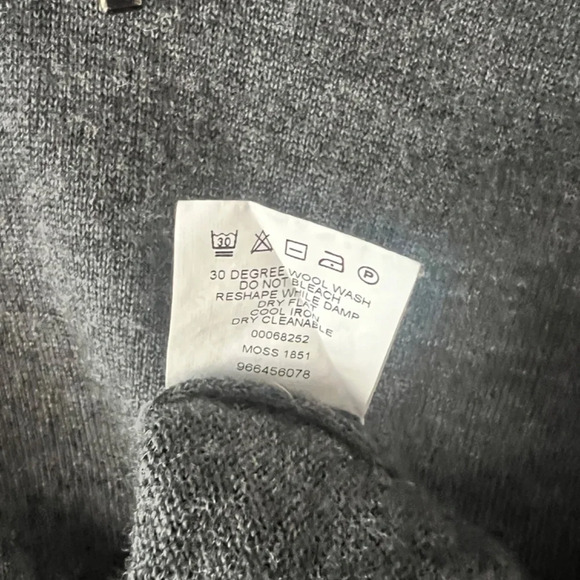 30 P
30 DEGREE WOOL WASH
DO NOT BLEACH
RESHAPE WHILE DAMP
DRY FLAT
COOL IRON
DRY CLEANABLE
00068252
MOSS 1851
966456078